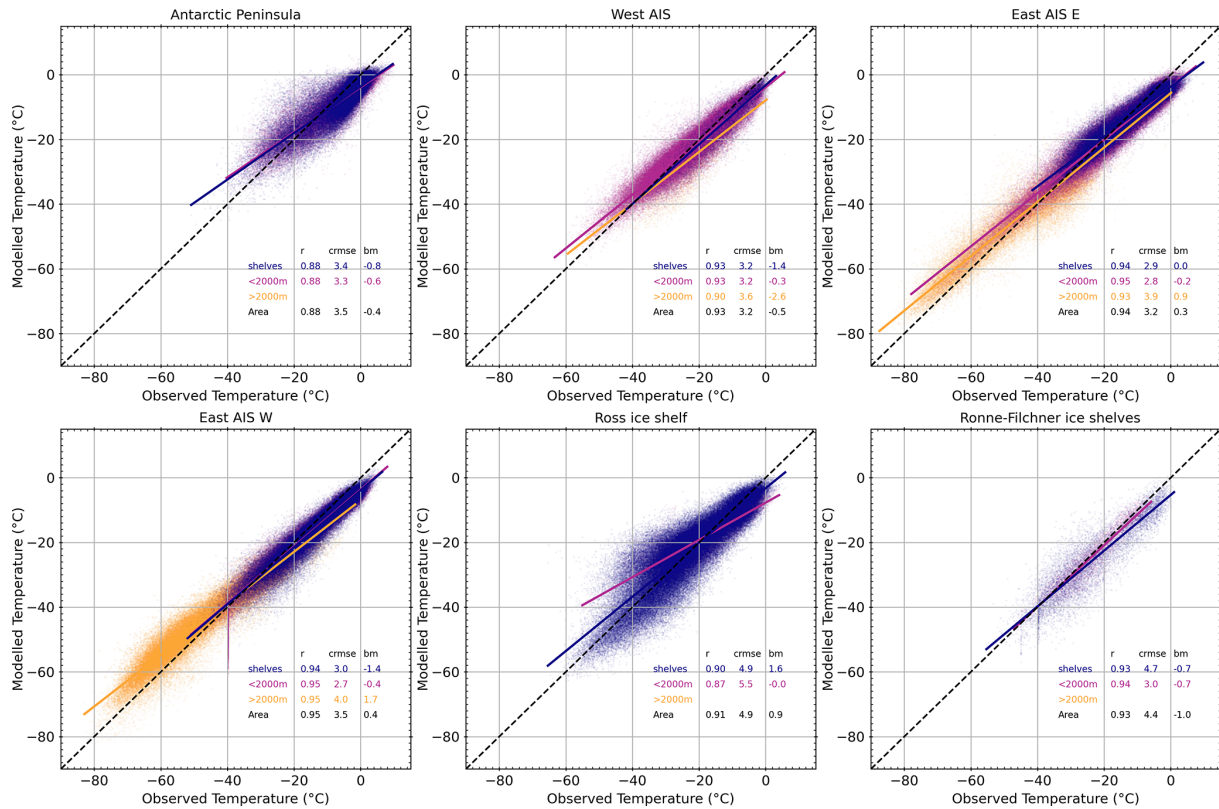 Antarctic Peninsula
West AIS
East AIS E
Modelled Temperature (°C)
0
−20
−40
−60
−80
r crmse bm
shelves 0.88 3.4 -0.8
<2000m 0.88 3.3 -0.6
>2000m
Area 0.88 3.5 -0.4
−80 −60 −40 −20 0
Observed Temperature (°C)
Modelled Temperature (°C)
0
−20
−40
−60
−80
r crmse bm
shelves 0.93 3.2 -1.4
<2000m 0.93 3.2 -0.3
>2000m 0.90 3.6 -2.6
Area 0.93 3.2 -0.5
−80 −60 −40 −20 0
Observed Temperature (°C)
Modelled Temperature (°C)
0
−20
−40
−60
−80
r crmse bm
shelves 0.94 2.9 0.0
<2000m 0.95 2.8 -0.2
>2000m 0.93 3.9 0.9
Area 0.94 3.2 0.3
−80 −60 −40 −20 0
Observed Temperature (°C)
East AIS W
Ross ice shelf
Ronne-Filchner ice shelves
Modelled Temperature (°C)
0
−20
−40
−60
−80
r crmse bm
shelves 0.94 3.0 -1.4
<2000m 0.95 2.7 -0.4
>2000m 0.95 4.0 1.7
Area 0.95 3.5 0.4
−80 −60 −40 −20 0
Observed Temperature (°C)
Modelled Temperature (°C)
0
−20
−40
−60
−80
r crmse bm
shelves 0.90 4.9 1.6
<2000m 0.87 5.5 -0.0
>2000m
Area 0.91 4.9 0.9
−80 −60 −40 −20 0
Observed Temperature (°C)
Modelled Temperature (°C)
0
−20
−40
−60
−80
r crmse bm
shelves 0.93 4.7 -0.7
<2000m 0.94 3.0 -0.7
>2000m
Area 0.93 4.4 -1.0
−80 −60 −40 −20 0
Observed Temperature (°C)